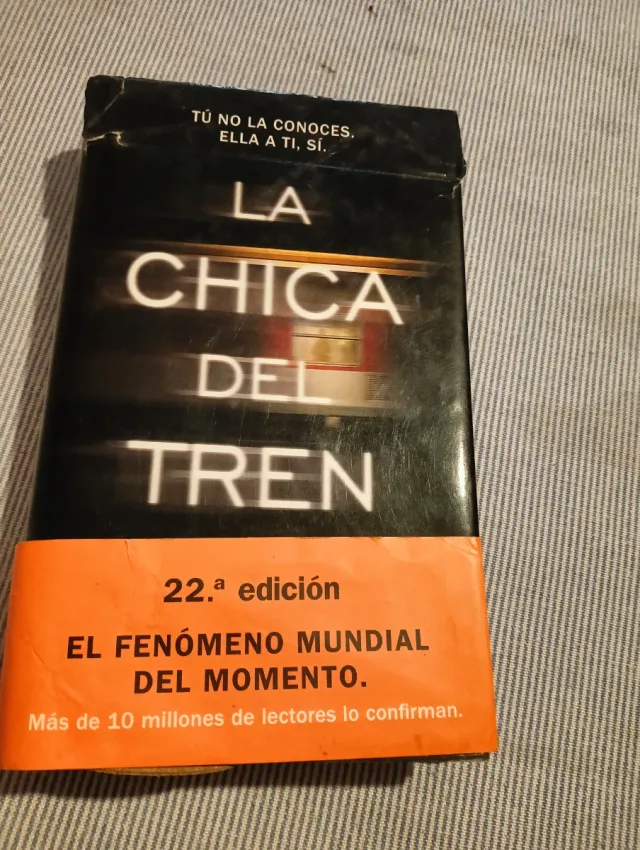 TÚ NO LA CONOCES.
ELLA A TI, SÍ.
LA
CHICA
DEL
TREN
22.ª edición
EL FENÓMENO MUNDIAL
DEL MOMENTO.
Más de 10 millones de lectores lo confirman.